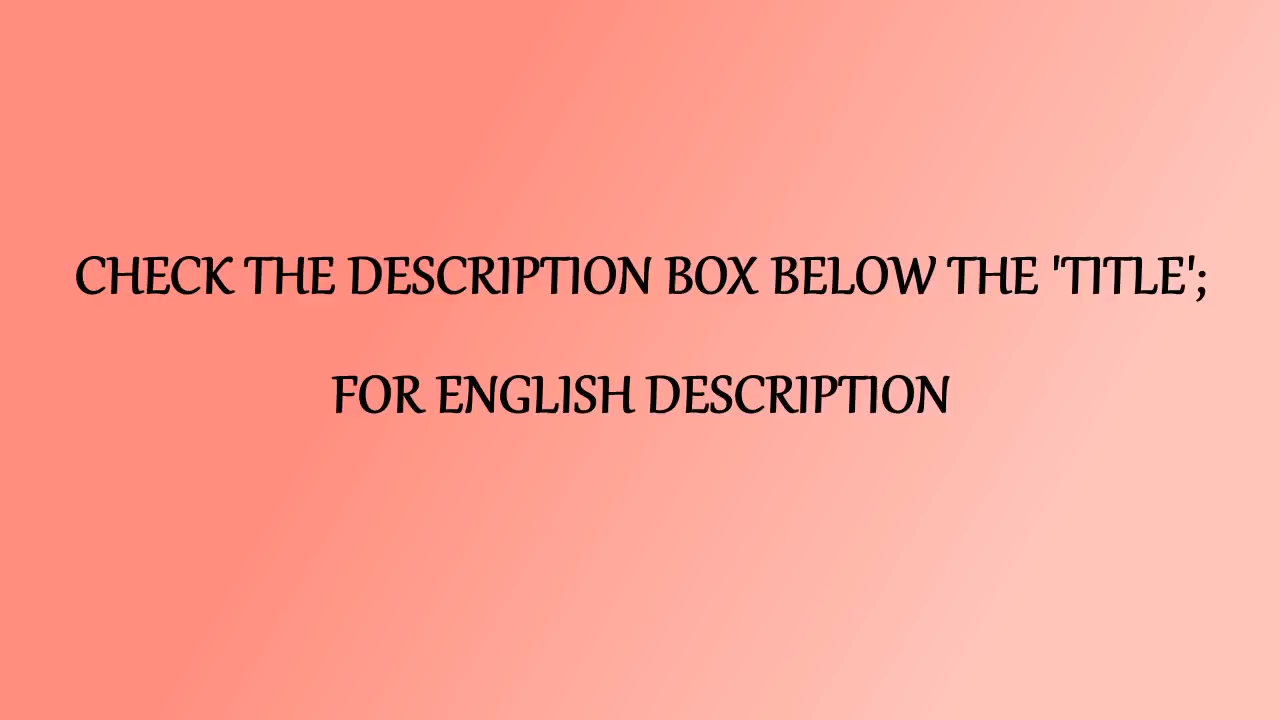 CHECK THE DESCRIPTION BOX BELOW THE 'TITLE';
FOR ENGLISH DESCRIPTION